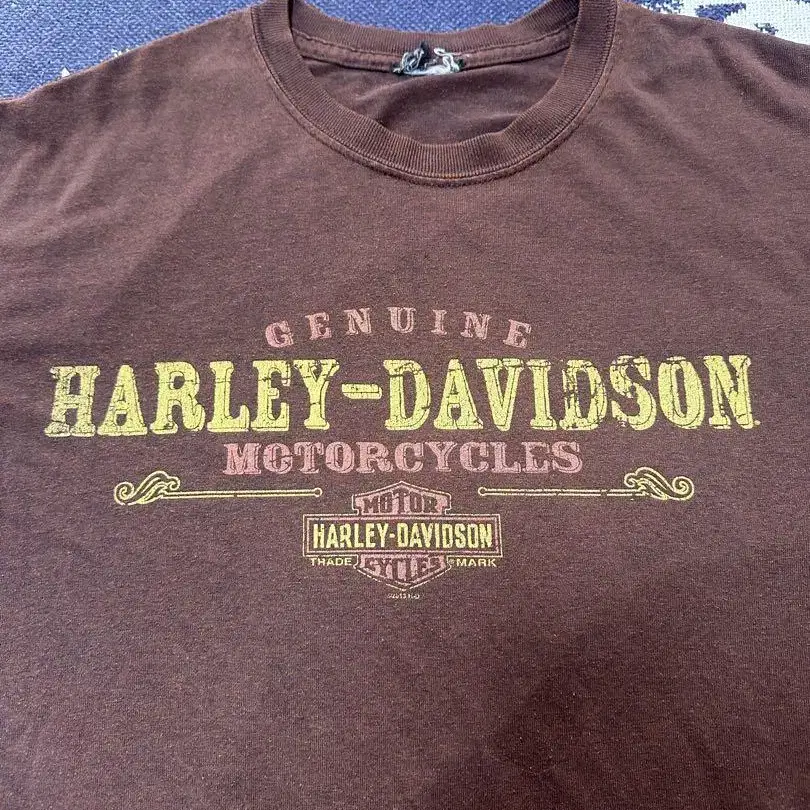 GENUINE
HARLEY-DAVIDSON
MOTORCYCLES
MOTOR
HARLEY-DAVIDSON
TRADE CYCLES ® MARK